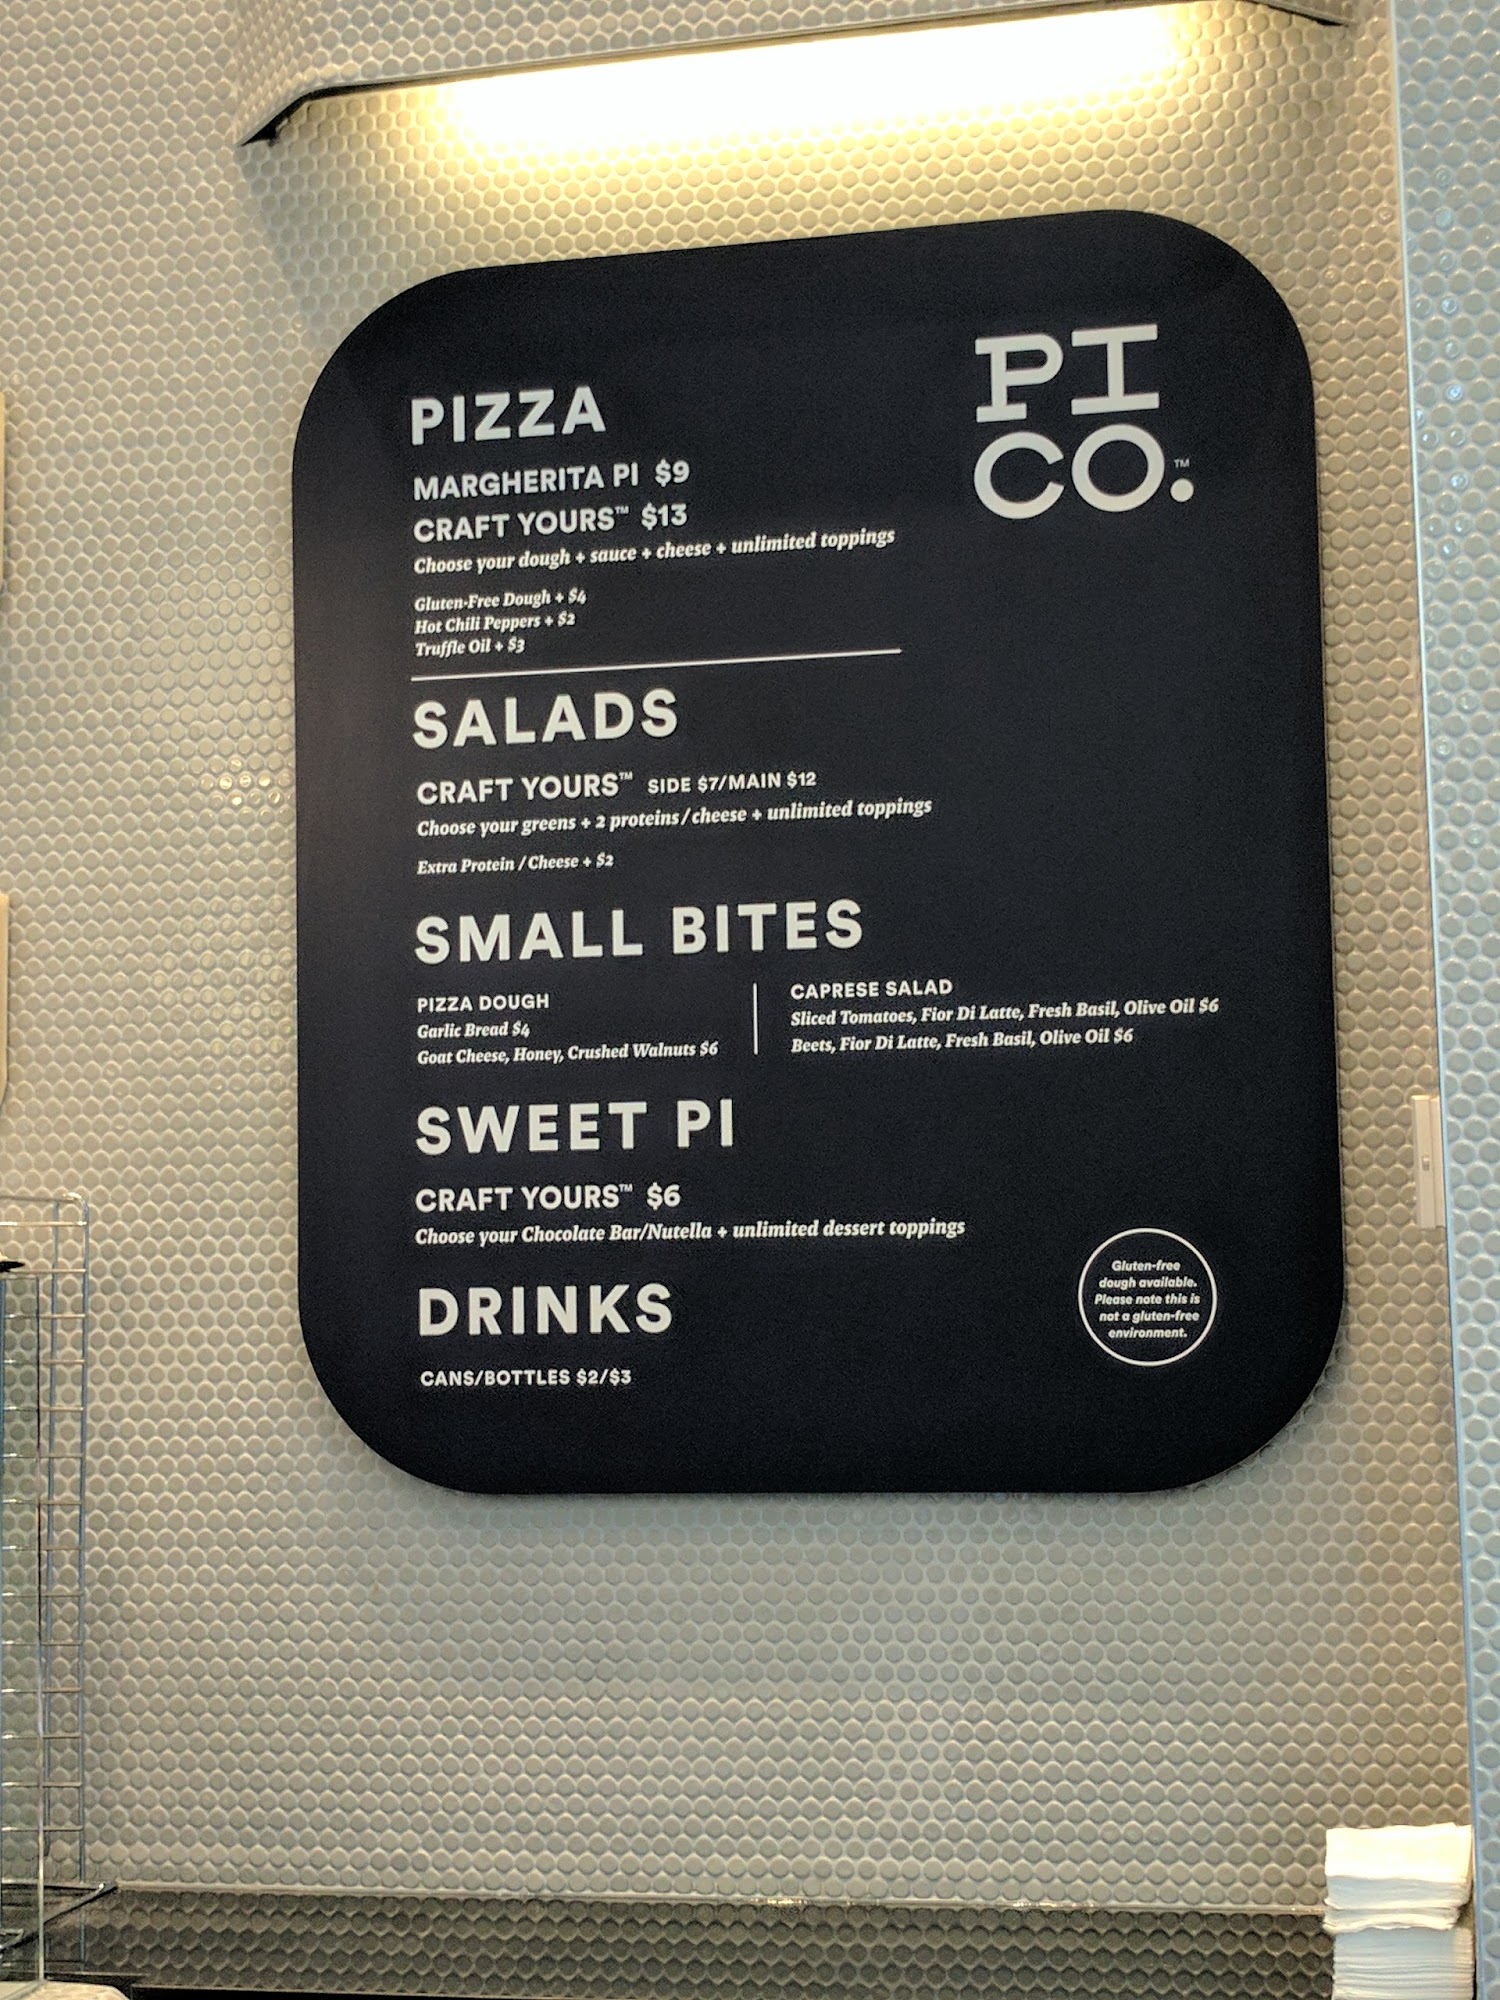 PI
CO.™
PIZZA
MARGHERITA PI $9
CRAFT YOURS™ $13
Choose your dough + sauce + cheese + unlimited toppings
Gluten-Free Dough + $4
Hot Chili Peppers + $2
Truffle Oil + $3
SALADS
CRAFT YOURS™ SIDE $7/MAIN $12
Choose your greens + 2 proteins/cheese + unlimited toppings
Extra Protein / Cheese + $2
SMALL BITES
PIZZA DOUGH
Garlic Bread $4
Goat Cheese, Honey, Crushed Walnuts $6
CAPRESE SALAD
Sliced Tomatoes, Fior Di Latte, Fresh Basil, Olive Oil $6
Beets, Fior Di Latte, Fresh Basil, Olive Oil $6
SWEET PI
CRAFT YOURS™ $6
Choose your Chocolate Bar/Nutella + unlimited dessert toppings
DRINKS
CANS/BOTTLES $2/$3
Gluten-free
dough available.
Please note this is
not a gluten-free
environment.